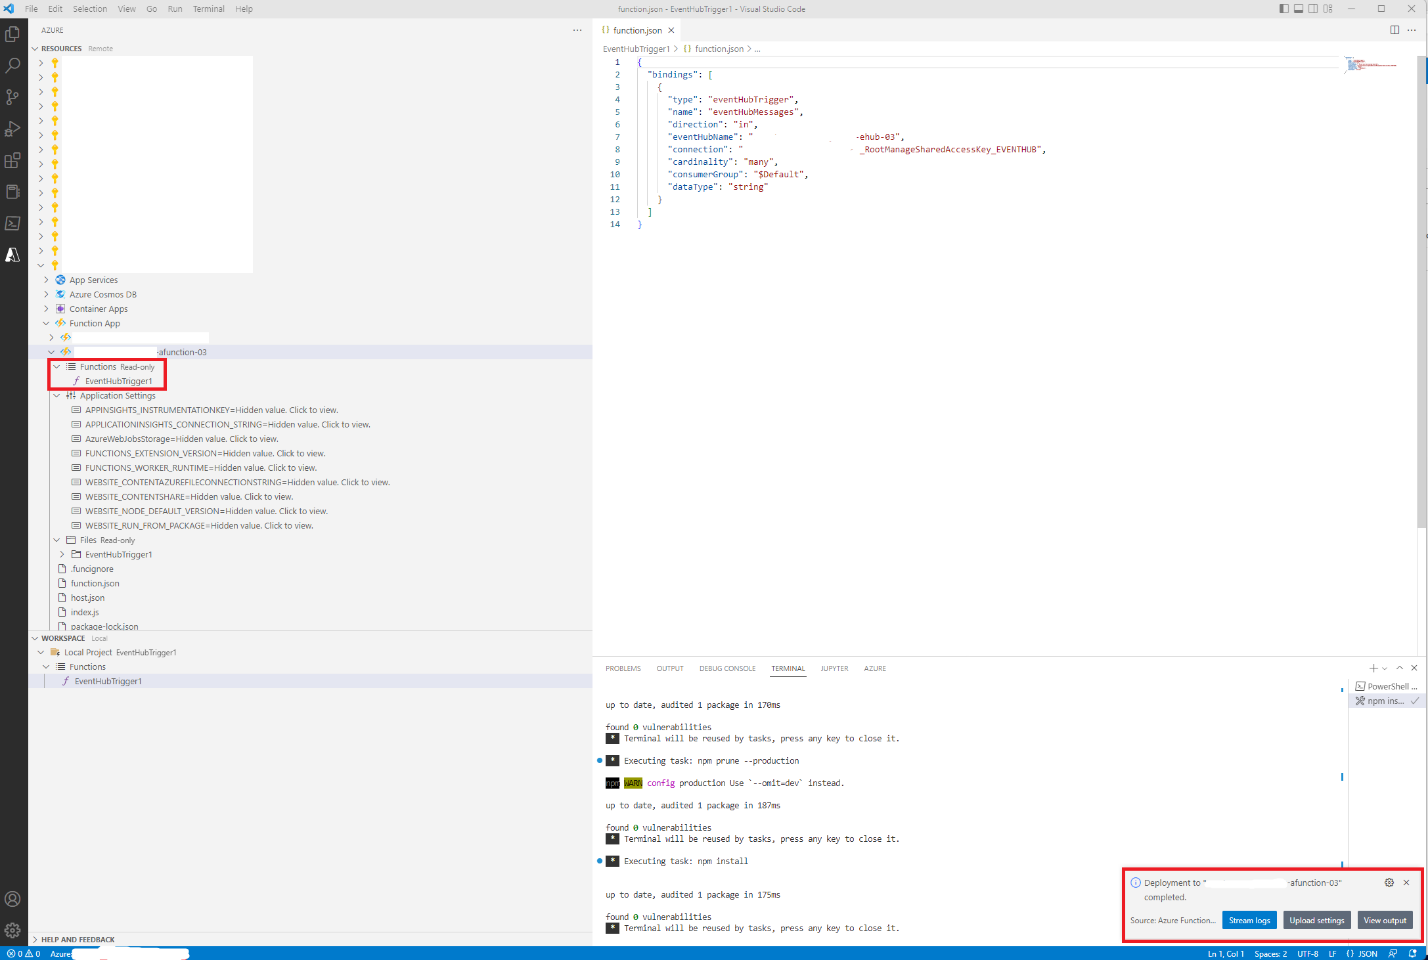 File Edit Selection View Go Run Terminal Help
function.json - EventHubTrigger1 - Visual Studio Code
AZURE
RESOURCES Remote
App Services
Azure Cosmos DB
Container Apps
Function App
-afunction-03
Functions Read-only
EventHubTrigger1
Application Settings
APPINSIGHTS_INSTRUMENTATIONKEY=Hidden value. Click to view.
APPLICATIONINSIGHTS_CONNECTION_STRING=Hidden value. Click to view.
AzureWebJobsStorage=Hidden value. Click to view.
FUNCTIONS_EXTENSION_VERSION=Hidden value. Click to view.
FUNCTIONS_WORKER_RUNTIME=Hidden value. Click to view.
WEBSITE_CONTENTAZUREFILECONNECTIONSTRING=Hidden value. Click to view.
WEBSITE_CONTENTSHARE=Hidden value. Click to view.
WEBSITE_NODE_DEFAULT_VERSION=Hidden value. Click to view.
WEBSITE_RUN_FROM_PACKAGE=Hidden value. Click to view.
Files Read-only
EventHubTrigger1
.funcignore
function.json
host.json
index.js
package-lock.json
WORKSPACE Local
Local Project EventHubTrigger1
Functions
EventHubTrigger1
HELP AND FEEDBACK
{} function.json
EventHubTrigger1 > {} function.json > ...
1 {
2 "bindings": [
3 {
4 "type": "eventHubTrigger",
5 "name": "eventHubMessages",
6 "direction": "in",
7 "eventHubName": " -ehub-03",
8 "connection": " _RootManageSharedAccessKey_EVENTHUB",
9 "cardinality": "many",
10 "consumerGroup": "$Default",
11 "dataType": "string"
12 }
13 ]
14 }
PROBLEMS OUTPUT DEBUG CONSOLE TERMINAL JUPYTER AZURE
PowerShell ...
npm ins...
up to date, audited 1 package in 170ms
found 0 vulnerabilities
* Terminal will be reused by tasks, press any key to close it.
* Executing task: npm prune --production
npm WARN config production Use `--omit=dev` instead.
up to date, audited 1 package in 187ms
found 0 vulnerabilities
* Terminal will be reused by tasks, press any key to close it.
* Executing task: npm install
up to date, audited 1 package in 175ms
found 0 vulnerabilities
* Terminal will be reused by tasks, press any key to close it.
Deployment to " -afunction-03"
completed.
Source: Azure Function... Stream logs Upload settings View output
0 0 Azure: Ln 1, Col 1 Spaces: 2 UTF-8 LF {} JSON